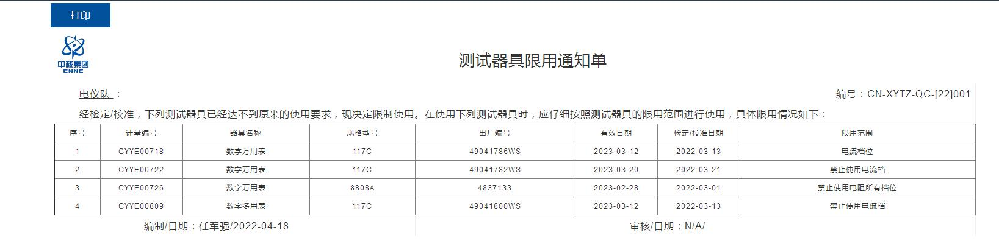 打印
中核集团
CNNC
测试器具限用通知单
电仪队 ：
编号：CN-XYTZ-QC-[22]001
经检定/校准，下列测试器具已经达不到原来的使用要求，现决定限制使用。在使用下列测试器具时，应仔细按照测试器具的限用范围进行使用，具体限用情况如下：
序号 计量编号 器具名称 规格型号 出厂编号 有效日期 检定/校准日期 限用范围
1 CYYE00718 数字万用表 117C 49041786WS 2023-03-12 2022-03-13 电流档位
2 CYYE00722 数字万用表 117C 49041782WS 2023-03-20 2022-03-21 禁止使用电流档
3 CYYE00726 数字万用表 8808A 4837133 2023-02-28 2022-03-01 禁止使用电阻所有档位
4 CYYE00809 数字多用表 117C 49041800WS 2023-03-12 2022-03-13 禁止使用电流档
编制/日期：任军强/2022-04-18 审核/日期：N/A/